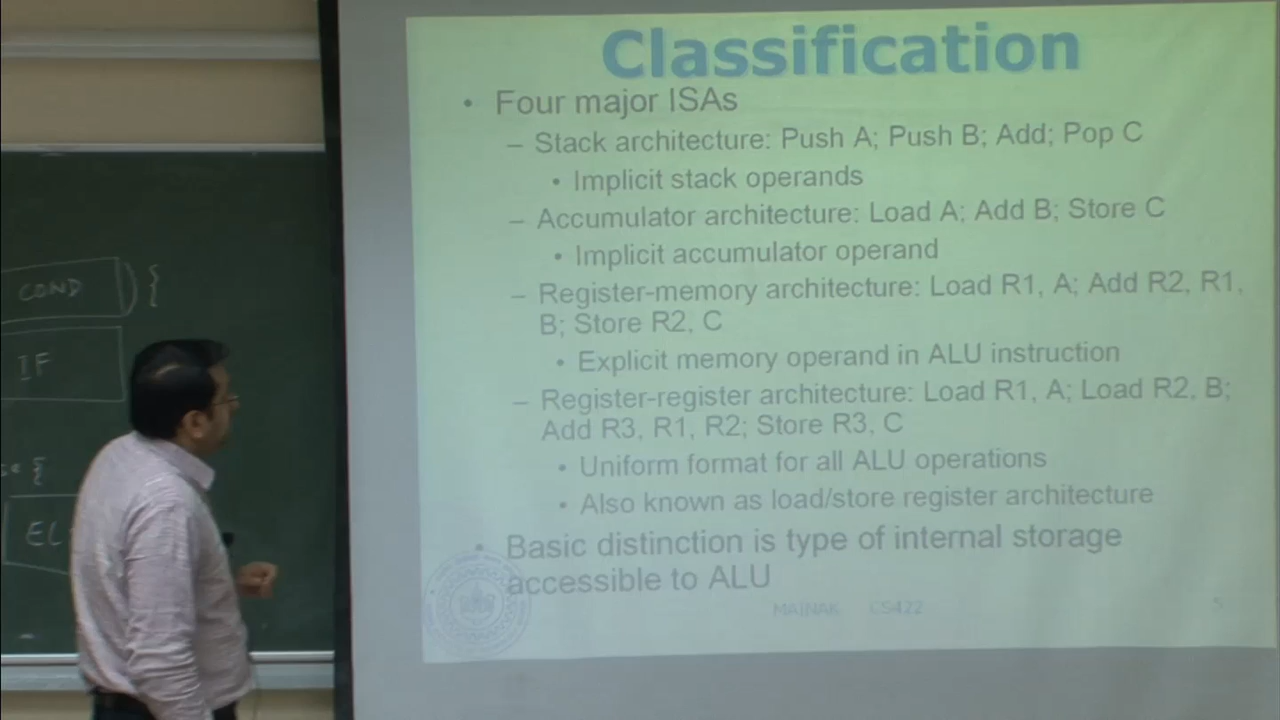 Classification
• Four major ISAs
– Stack architecture: Push A; Push B; Add; Pop C
• Implicit stack operands
– Accumulator architecture: Load A; Add B; Store C
• Implicit accumulator operand
– Register-memory architecture: Load R1, A; Add R2, R1,
B; Store R2, C
• Explicit memory operand in ALU instruction
– Register-register architecture: Load R1, A; Load R2, B;
Add R3, R1, R2; Store R3, C
• Uniform format for all ALU operations
• Also known as load/store register architecture
• Basic distinction is type of internal storage
accessible to ALU
MAINAK CS422
5
COND ) {
IF
{
EL